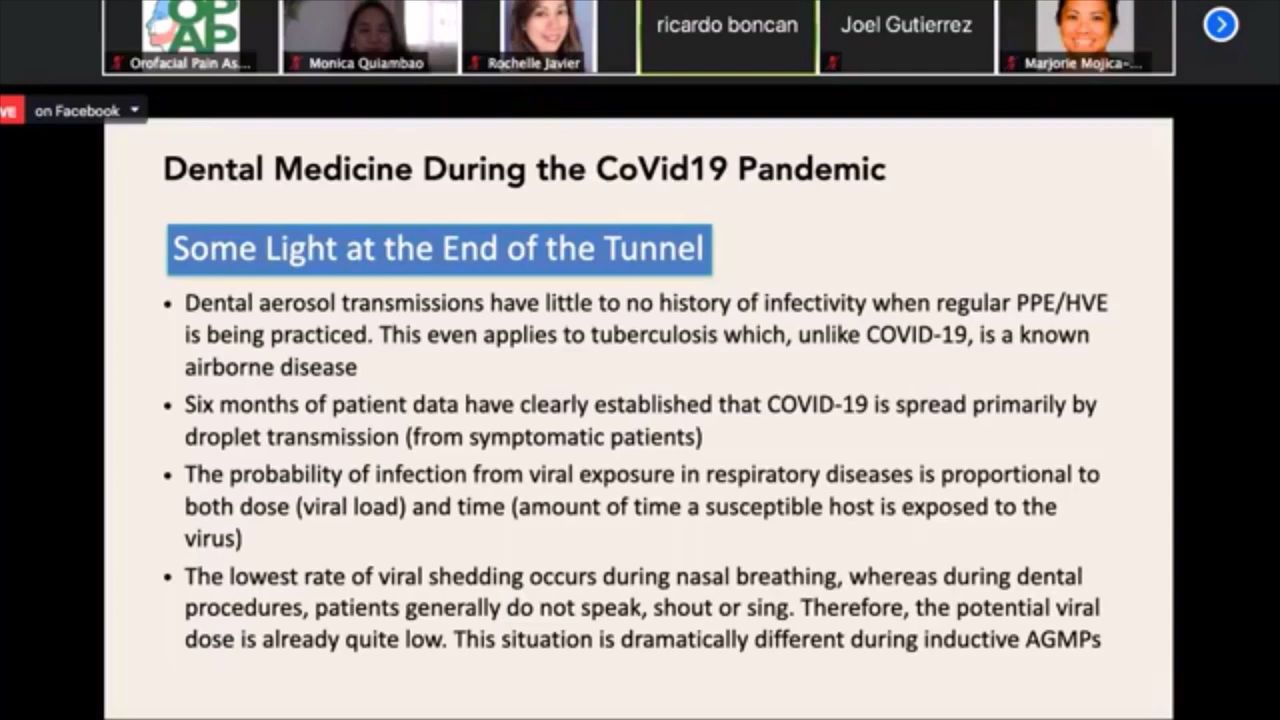 OP
AP
Orofacial Pain As...
Monica Quiambao
Rochelle Javier
ricardo boncan
Joel Gutierrez
Marjorie Mojica-...
VE on Facebook
Dental Medicine During the CoVid19 Pandemic
Some Light at the End of the Tunnel
• Dental aerosol transmissions have little to no history of infectivity when regular PPE/HVE
is being practiced. This even applies to tuberculosis which, unlike COVID-19, is a known
airborne disease
• Six months of patient data have clearly established that COVID-19 is spread primarily by
droplet transmission (from symptomatic patients)
• The probability of infection from viral exposure in respiratory diseases is proportional to
both dose (viral load) and time (amount of time a susceptible host is exposed to the
virus)
• The lowest rate of viral shedding occurs during nasal breathing, whereas during dental
procedures, patients generally do not speak, shout or sing. Therefore, the potential viral
dose is already quite low. This situation is dramatically different during inductive AGMPs